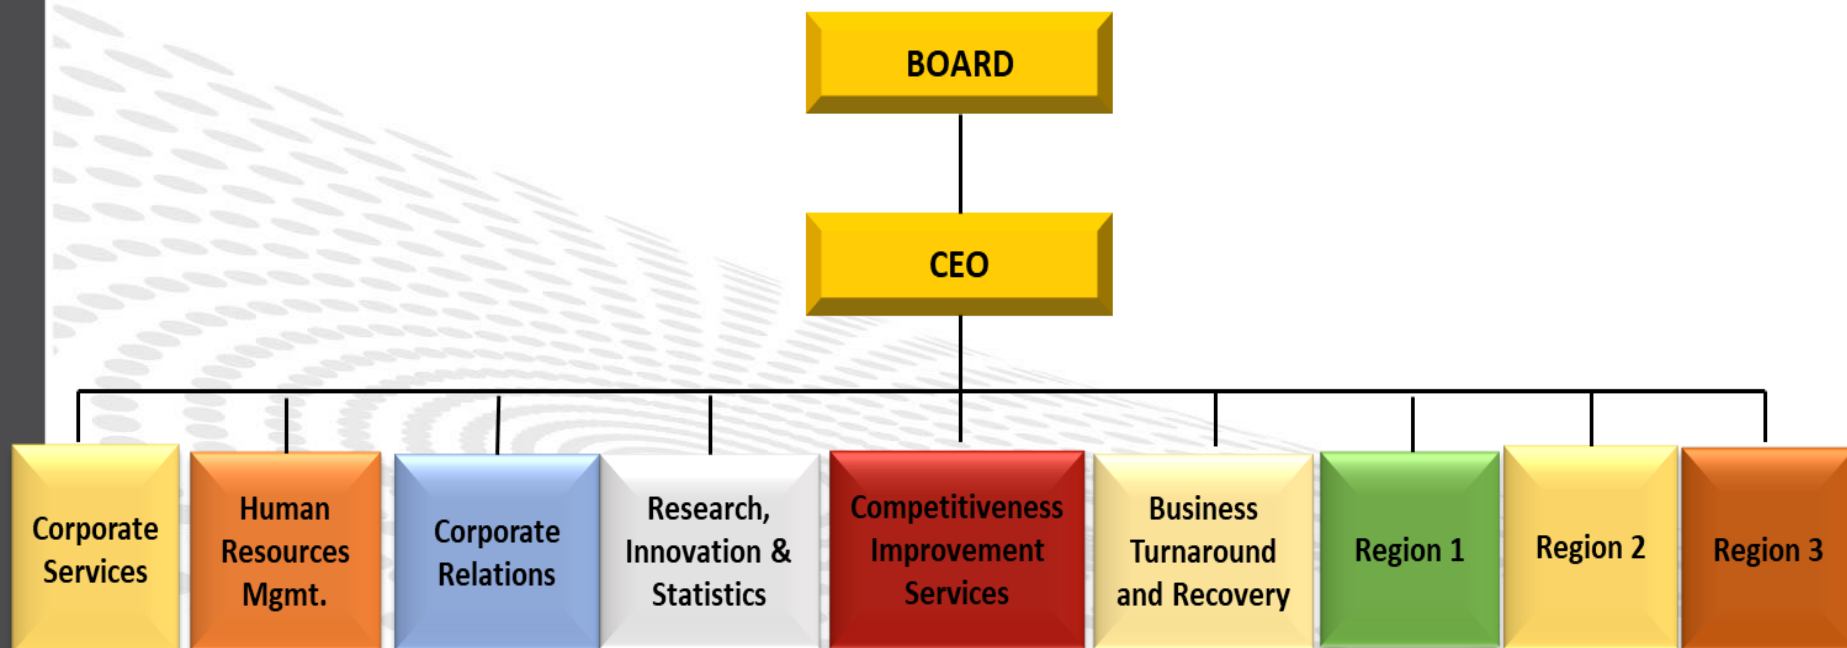 BOARD
CEO
Corporate
Services
Human
Resources
Mgmt.
Corporate
Relations
Research,
Innovation &
Statistics
Competitiveness
Improvement
Services
Business
Turnaround
and Recovery
Region 1
Region 2
Region 3